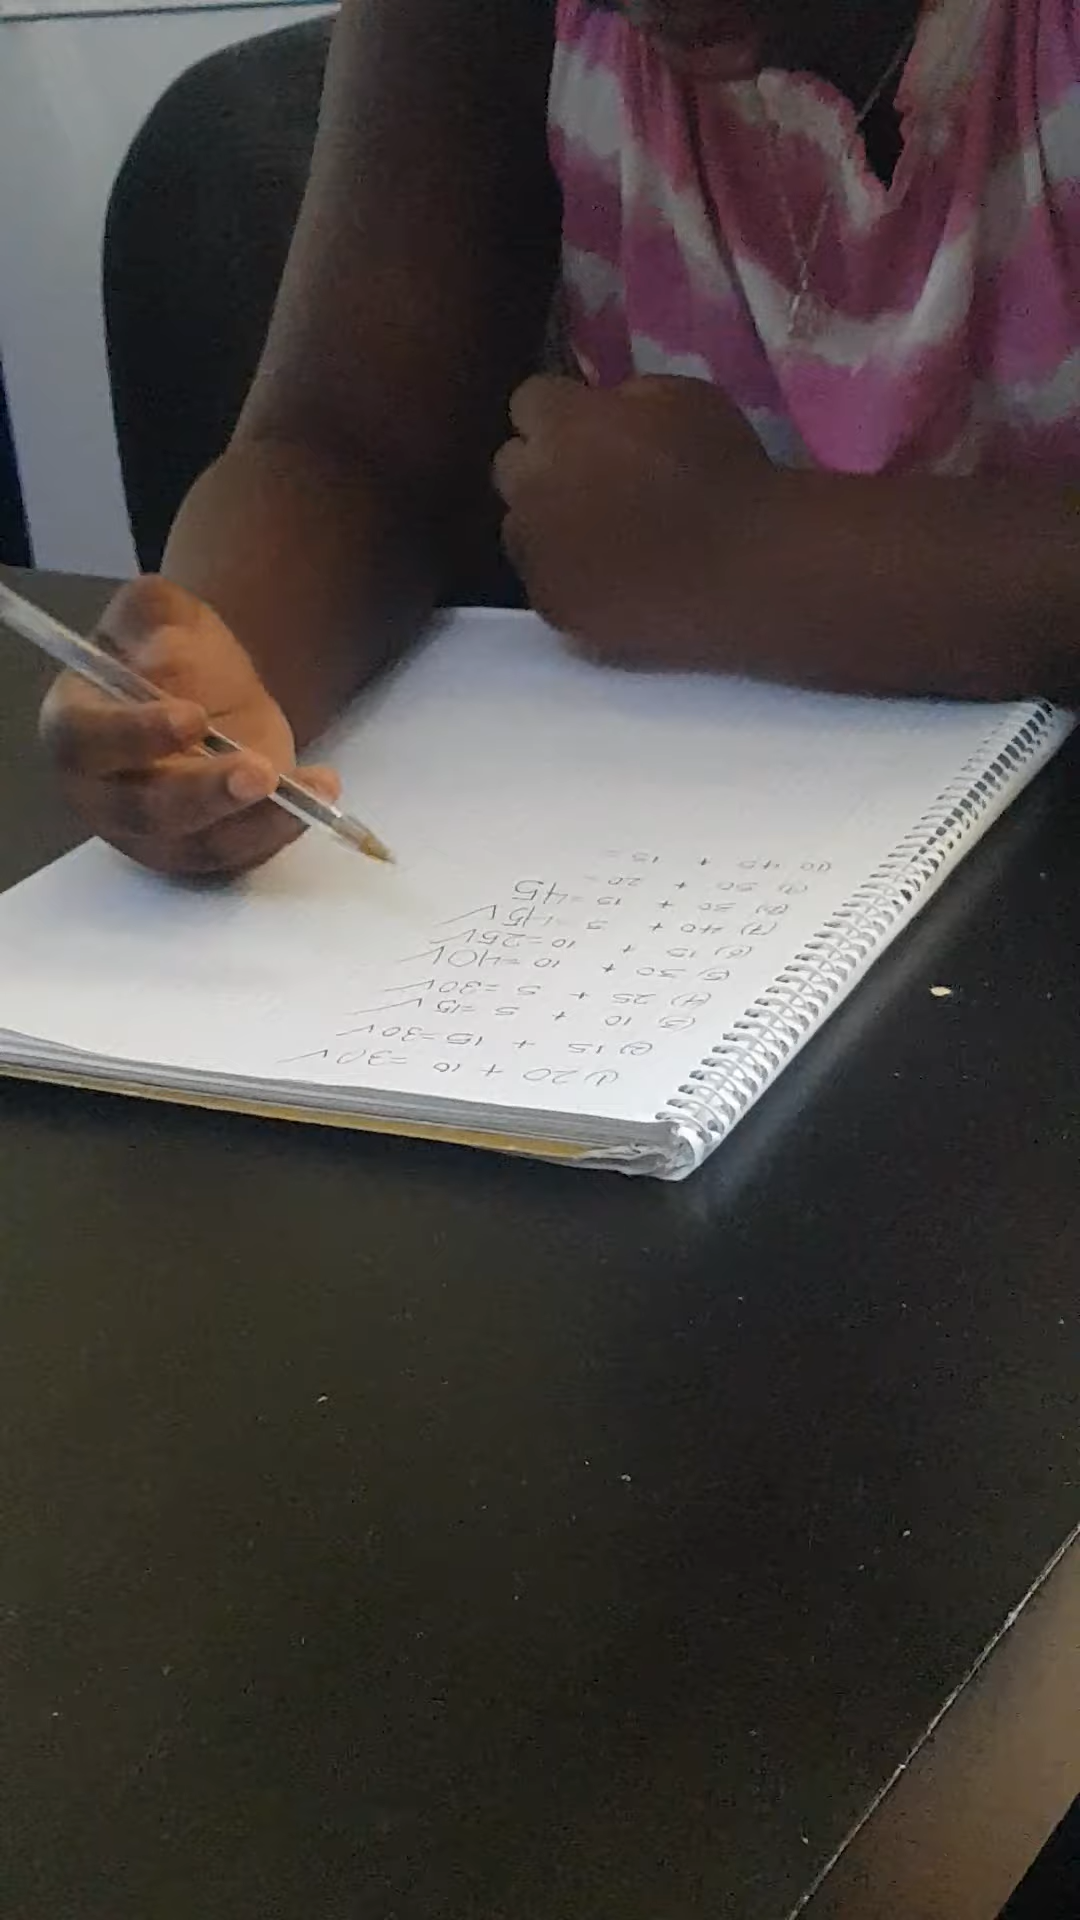 1) 20 + 10 = 30 ✓
(2) 15 + 15 = 30 ✓
(3) 10 + 5 = 15 ✓
(4) 25 + 5 = 30 ✓
(5) 30 + 10 = 40 ✓
(6) 15 + 10 = 25 ✓
(7) 40 + 5 = 45 ✓
(8) 30 + 15 = 45
(9) 50 + 20 =
(10 45 + 15 =